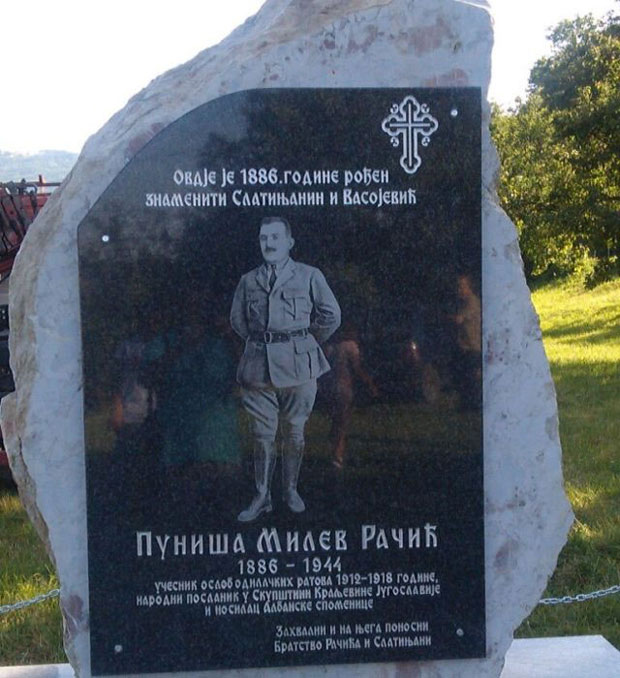 Овдје је 1886. године рођен
знаменити Слатињанин и Васојевић
Пуниша Милев Рачић
1886 - 1944
учесник ослободилачких ратова 1912-1918 године,
народни посланик у Скупштини Краљевине Југославије
и носилац Албанске споменице
Захвални и на њега поносни
Братство Рачића и Слатињани